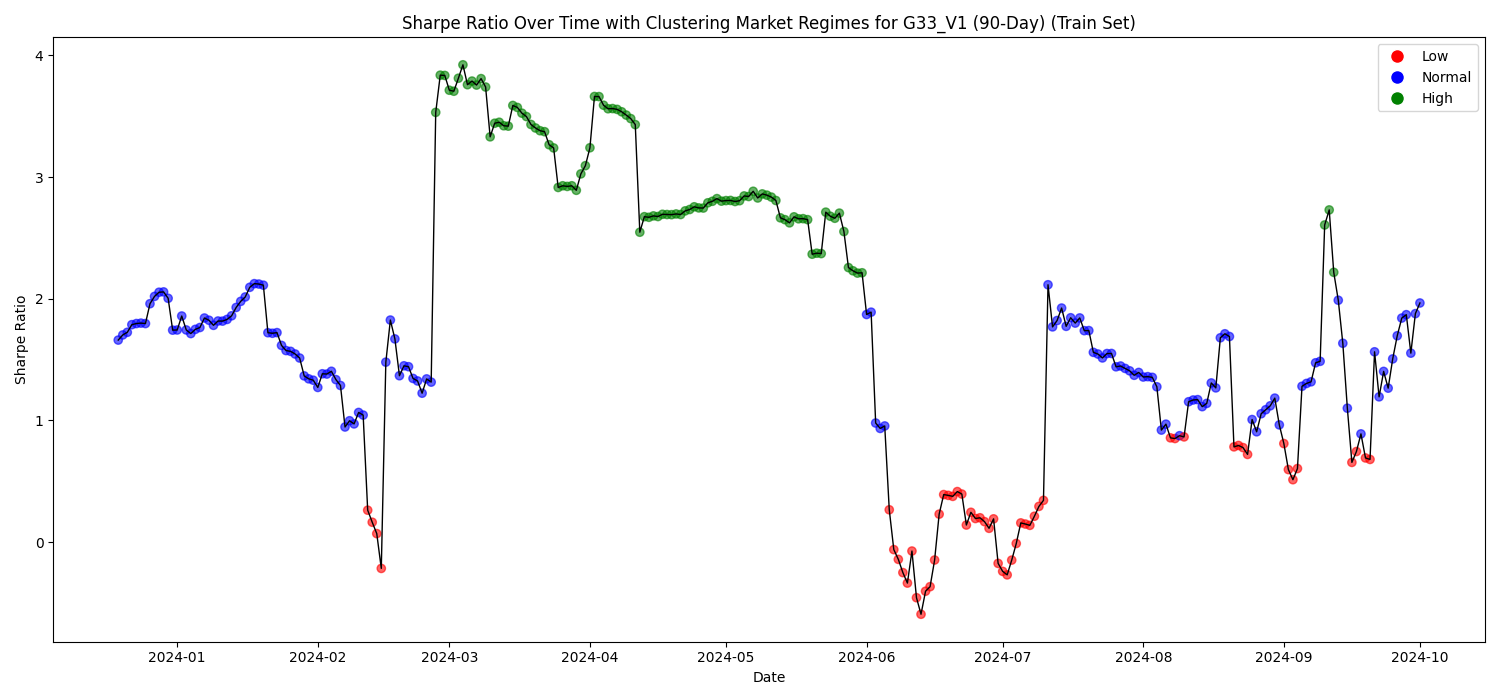 Sharpe Ratio Over Time with Clustering Market Regimes for G33_V1 (90-Day) (Train Set)
Low
Normal
High
Sharpe Ratio
4
3
2
1
0
2024-01
2024-02
2024-03
2024-04
2024-05
2024-06
2024-07
2024-08
2024-09
2024-10
Date